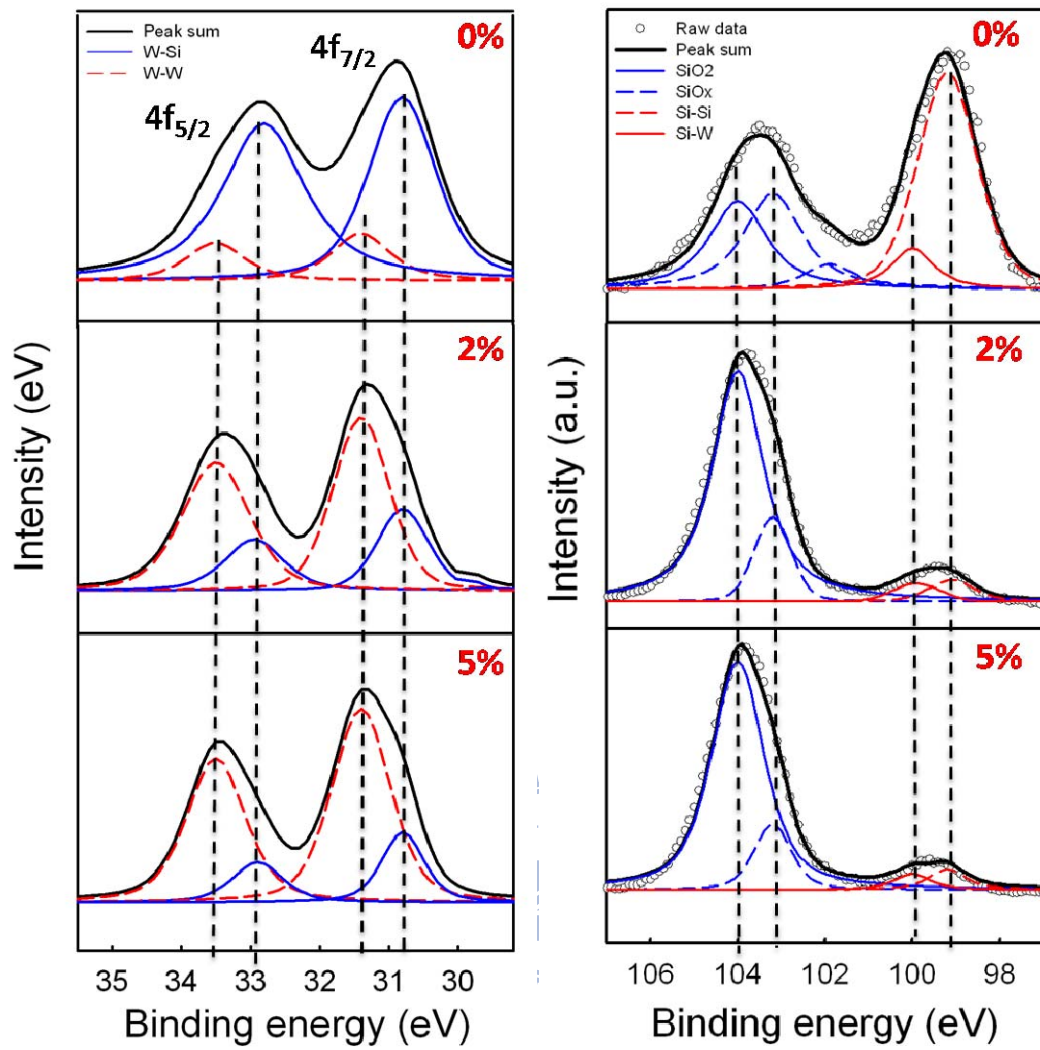 Peak sum
W-Si
W-W
4f5/2
4f7/2
0%
2%
5%
Intensity (eV)
35 34 33 32 31 30
Binding energy (eV)
Raw data
Peak sum
SiO2
SiOx
Si-Si
Si-W
0%
2%
5%
Intensity (a.u.)
106 104 102 100 98
Binding energy (eV)